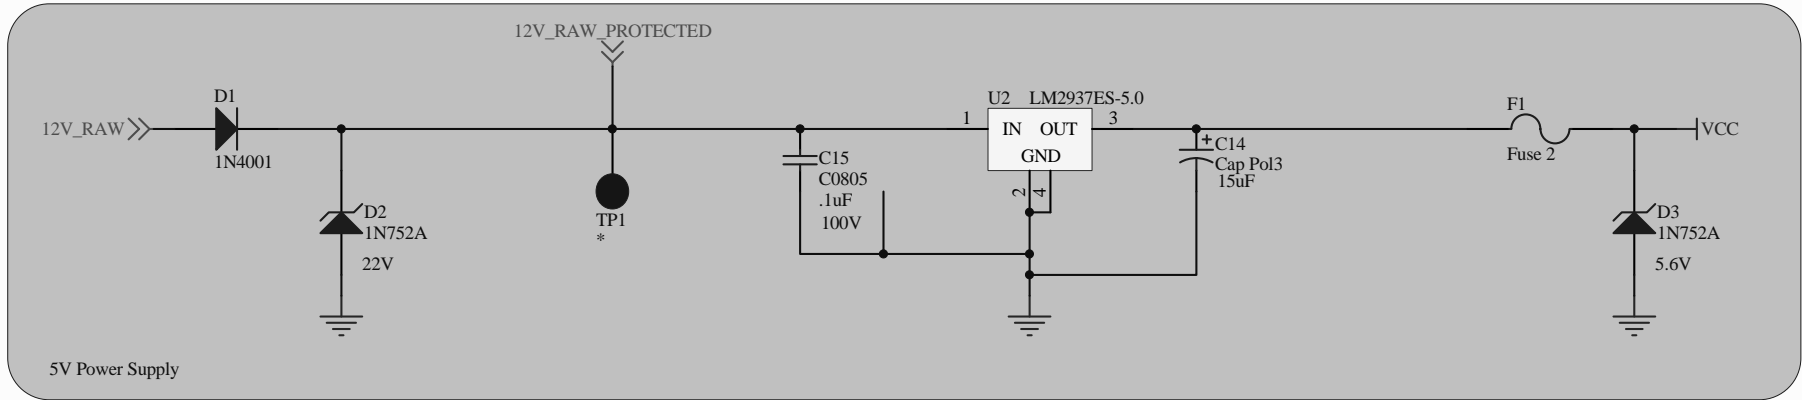 12V_RAW_PROTECTED
12V_RAW
D1
1N4001
D2
1N752A
22V
TP1
*
C15
C0805
.1uF
100V
U2 LM2937ES-5.0
1
IN OUT
GND
3
2
4
+
C14
Cap Pol3
15uF
F1
Fuse 2
VCC
D3
1N752A
5.6V
5V Power Supply